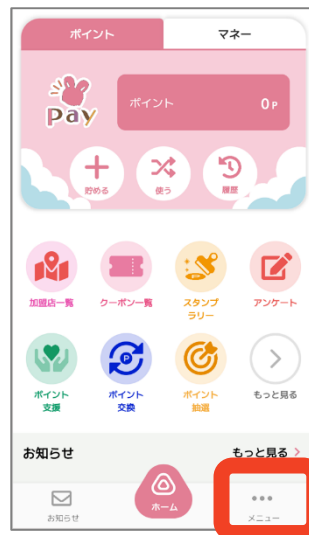 ポイント
マネー
Pay
ポイント
0P
貯める
使う
履歴
加盟店一覧
クーポン一覧
スタンプ
ラリー
アンケート
ポイント
支援
P
ポイント
交換
ポイント
抽選
もっと見る
お知らせ
もっと見る
お知らせ
ホーム
メニュー